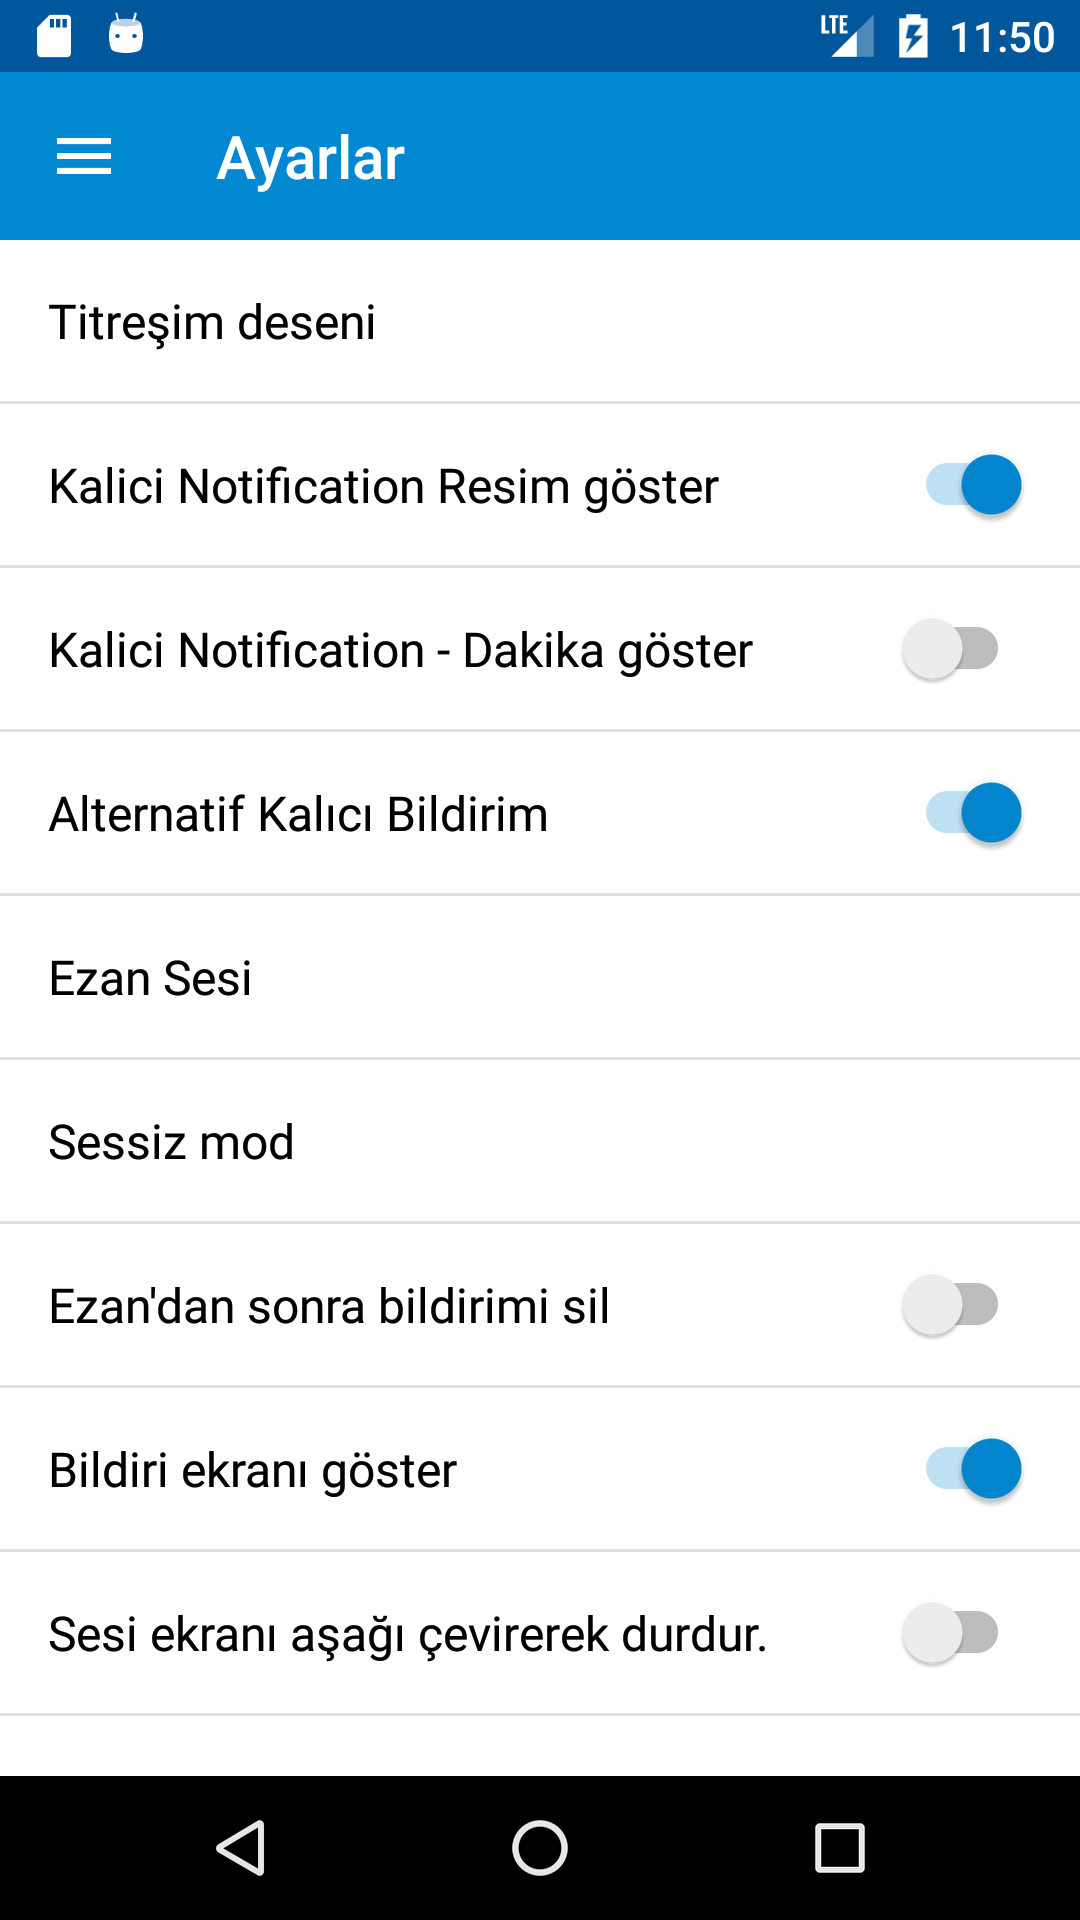 LTE 11:50
Ayarlar
Titreşim deseni
Kalici Notification Resim göster
Kalici Notification - Dakika göster
Alternatif Kalıcı Bildirim
Ezan Sesi
Sessiz mod
Ezan'dan sonra bildirimi sil
Bildiri ekranı göster
Sesi ekranı aşağı çevirerek durdur.